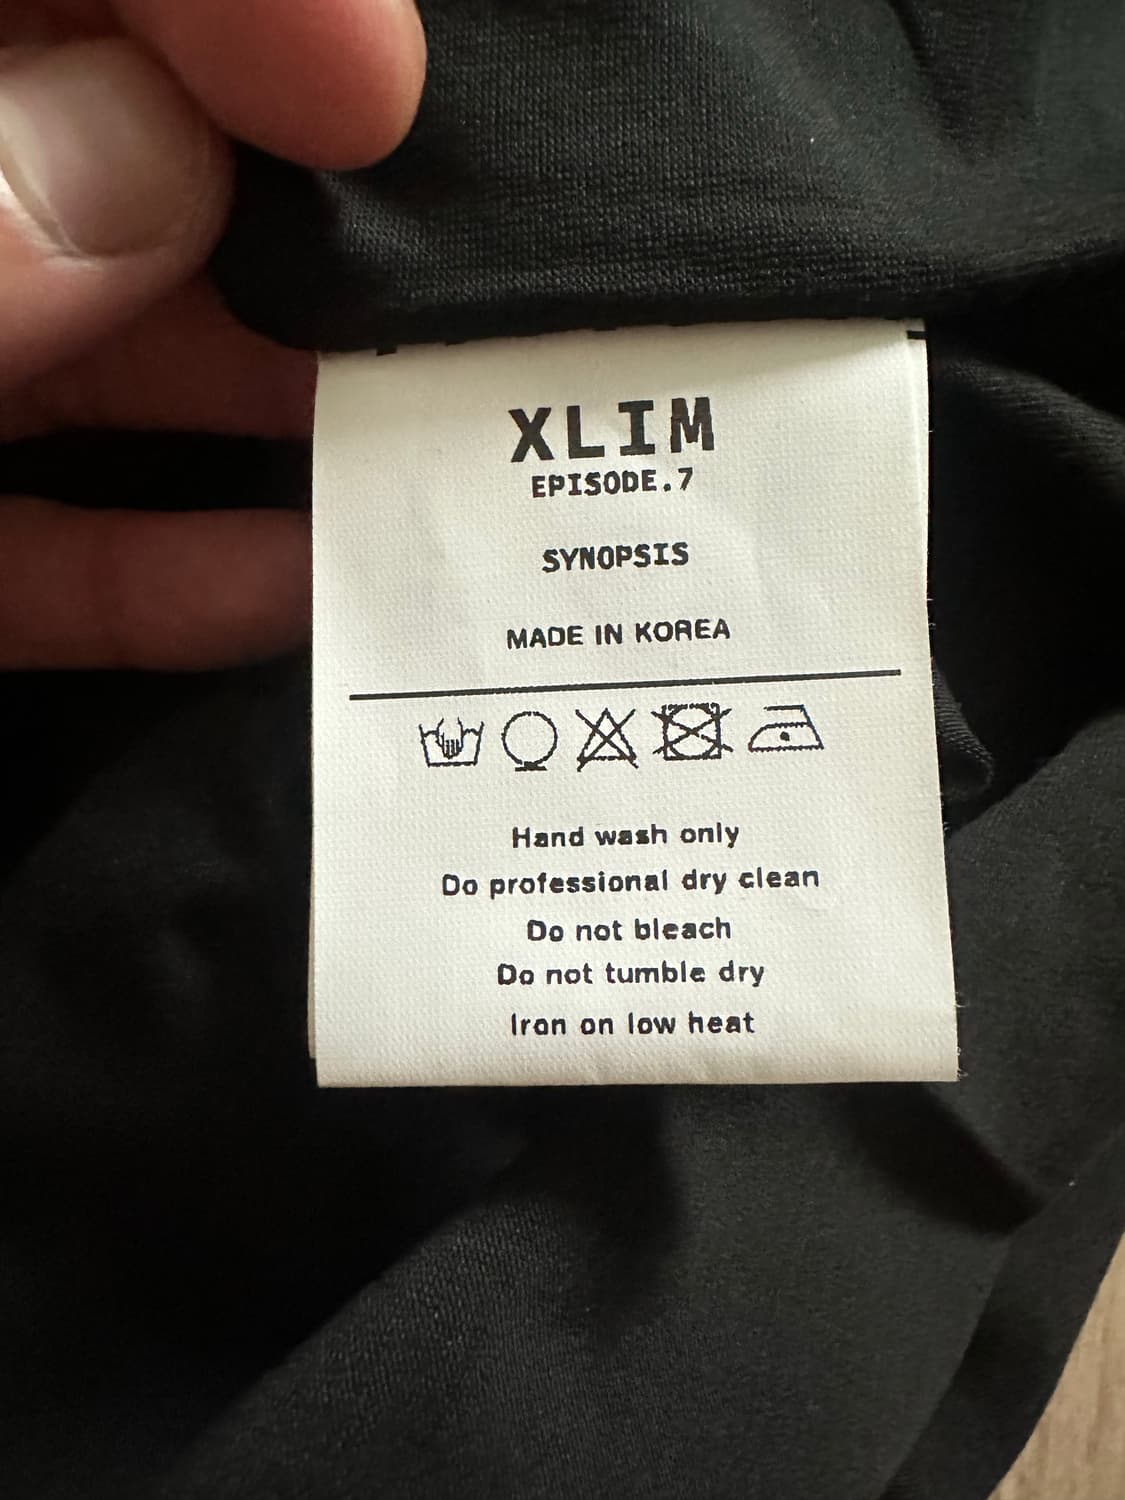 XLIM
EPISODE.7
SYNOPSIS
MADE IN KOREA
Hand wash only
Do professional dry clean
Do not bleach
Do not tumble dry
Iron on low heat